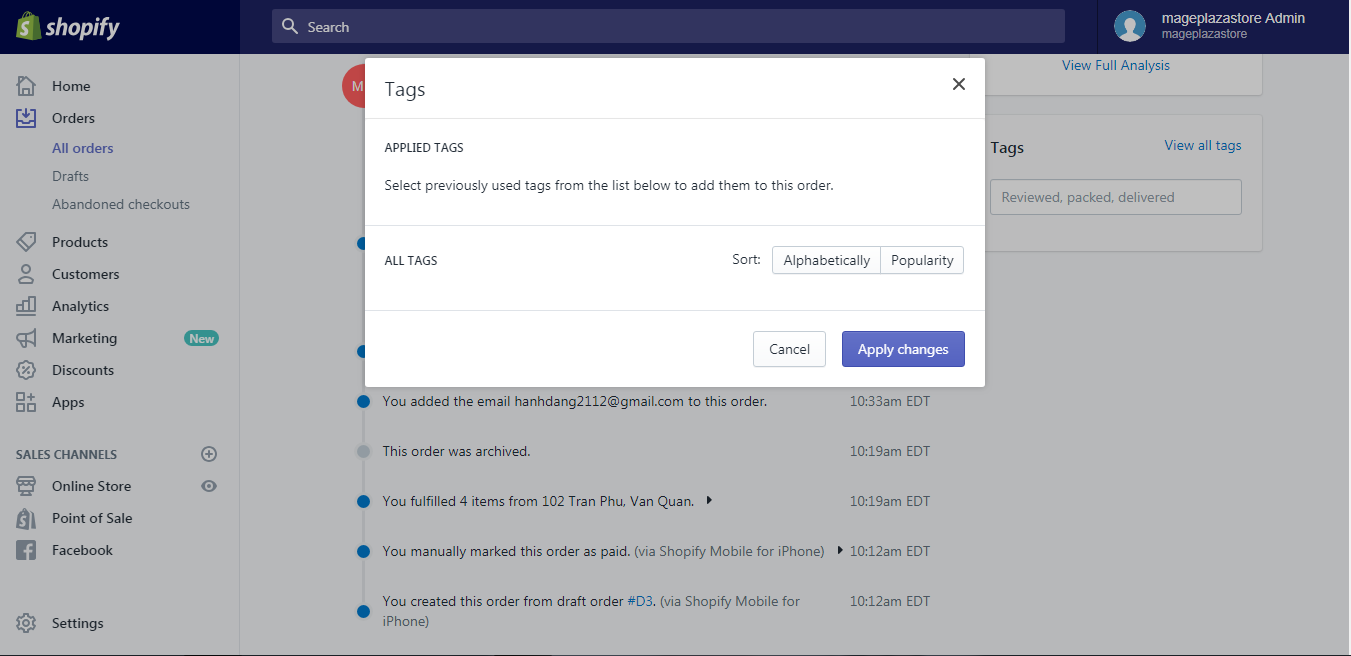 shopify
Search
mageplazastore Admin
mageplazastore
Home
Orders
All orders
Drafts
Abandoned checkouts
Products
Customers
Analytics
Marketing New
Discounts
Apps
SALES CHANNELS
Online Store
Point of Sale
Facebook
Settings
M
Tags
APPLIED TAGS
Select previously used tags from the list below to add them to this order.
ALL TAGS Sort: Alphabetically Popularity
Cancel Apply changes
View Full Analysis
Tags View all tags
Reviewed, packed, delivered
You added the email hanhdang2112@gmail.com to this order. 10:33am EDT
This order was archived. 10:19am EDT
You fulfilled 4 items from 102 Tran Phu, Van Quan. 10:19am EDT
You manually marked this order as paid. (via Shopify Mobile for iPhone) 10:12am EDT
You created this order from draft order #D3. (via Shopify Mobile for 10:12am EDT
iPhone)